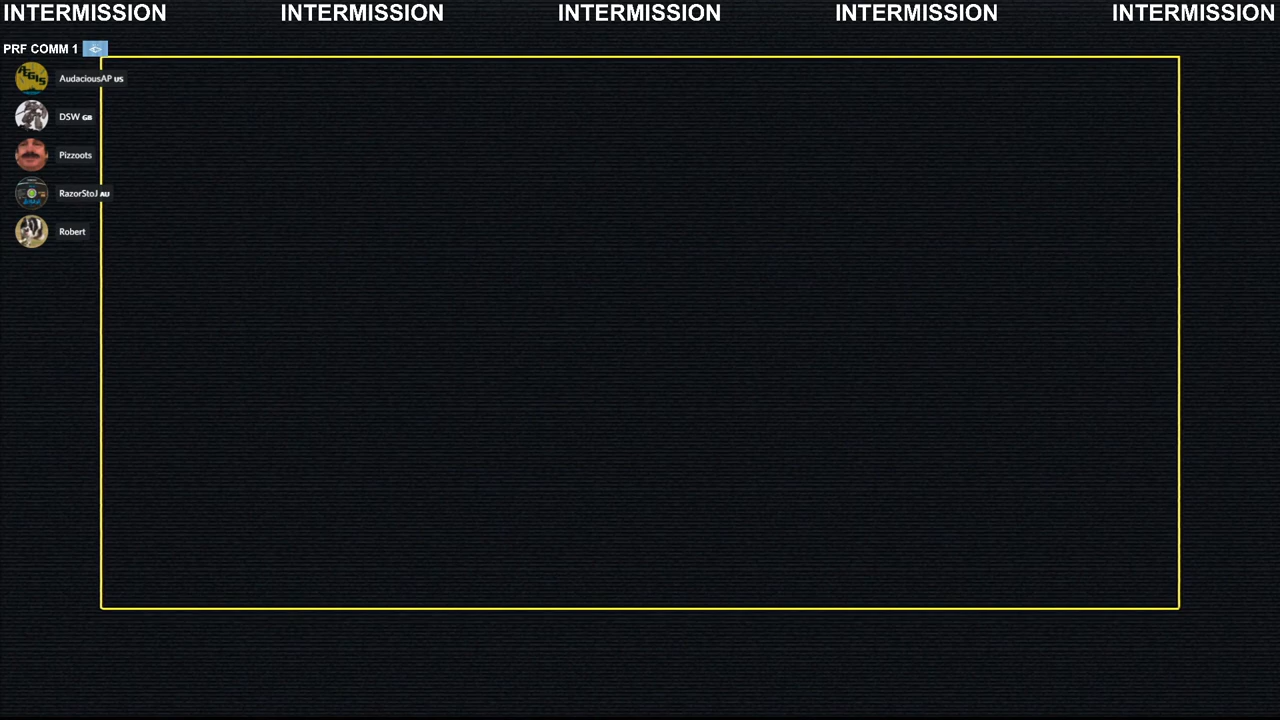 INTERMISSION INTERMISSION INTERMISSION INTERMISSION INTERMISSION
PRF COMM 1
AudaciousAP US
DSW GB
Pizzoots
RazorStoJ AU
Robert